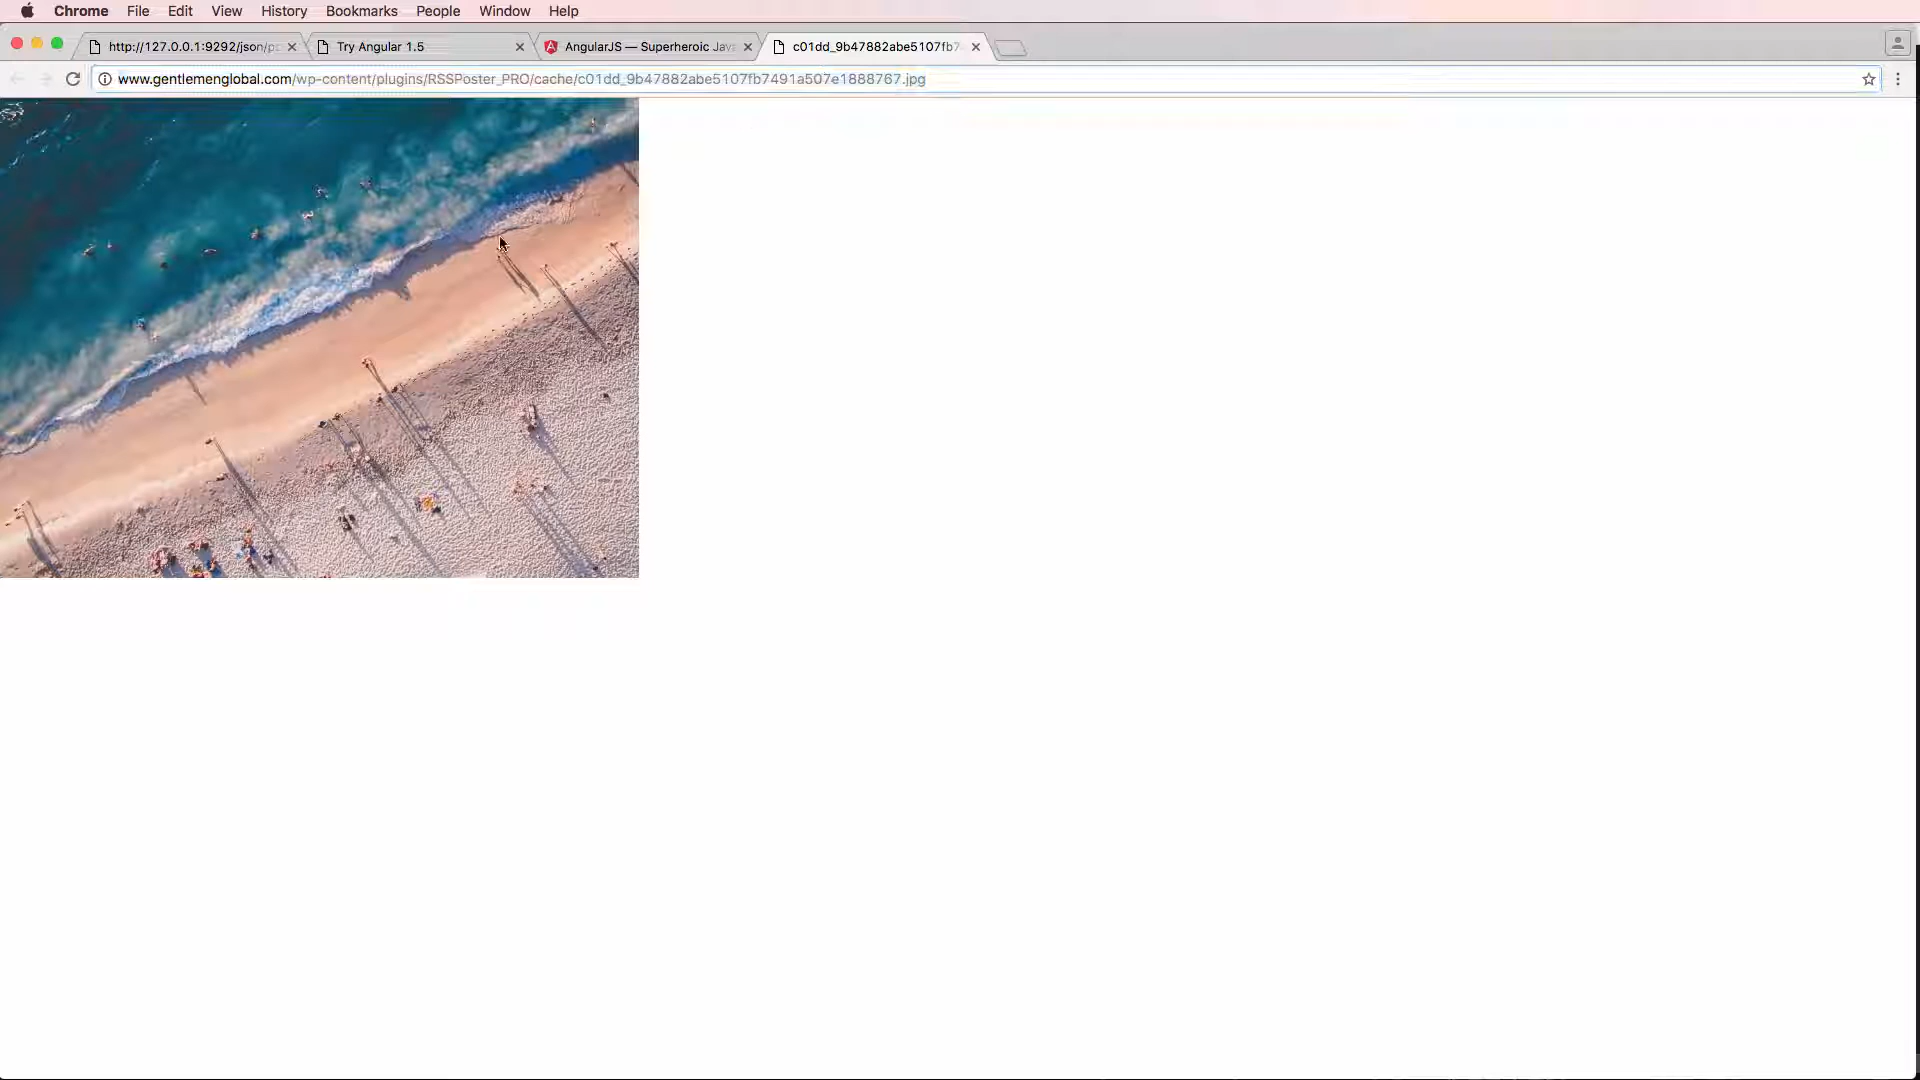 Chrome File Edit View History Bookmarks People Window Help
http://127.0.0.1:9292/json/p Try Angular 1.5 AngularJS — Superheroic Jav c01dd_9b47882abe5107fb7
www.gentlemenglobal.com/wp-content/plugins/RSSPoster_PRO/cache/c01dd_9b47882abe5107fb7491a507e1888767.jpg